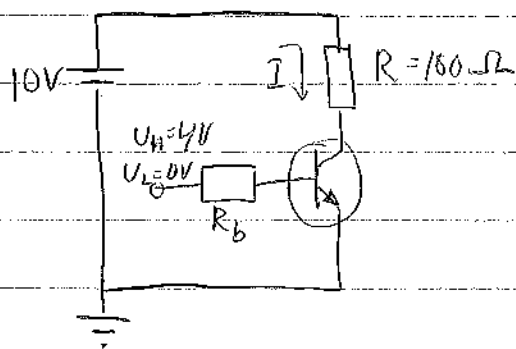 10V
I
R = 100 Ω
U_H = 4V
U_L = 0V
R_b